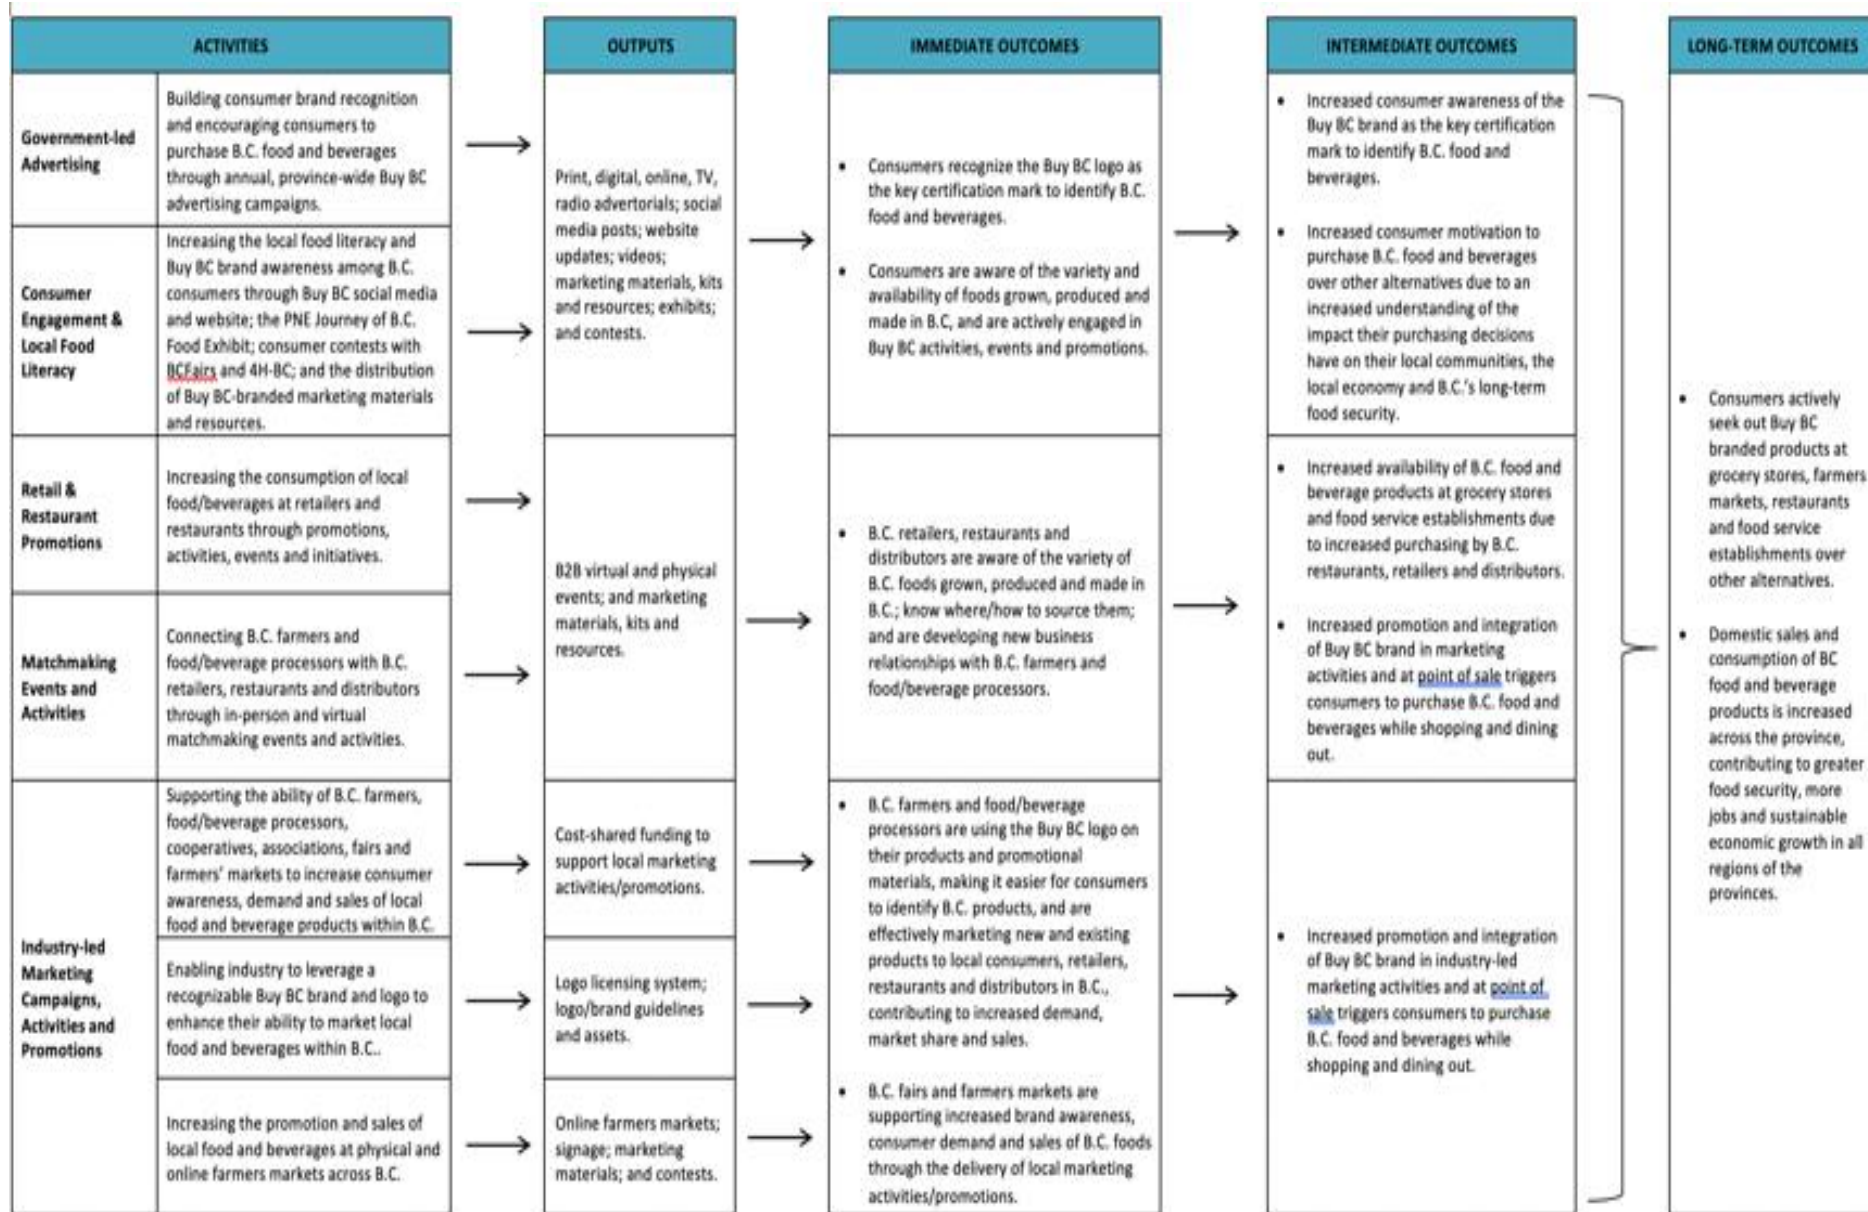 ACTIVITIES
OUTPUTS
IMMEDIATE OUTCOMES
INTERMEDIATE OUTCOMES
LONG-TERM OUTCOMES
Government-led
Advertising
Building consumer brand recognition
and encouraging consumers to
purchase B.C. food and beverages
through annual, province-wide Buy BC
advertising campaigns.
Consumer
Engagement &
Local Food
Literacy
Increasing the local food literacy and
Buy BC brand awareness among B.C.
consumers through Buy BC social media
and website; the PNE Journey of B.C.
Food Exhibit; consumer contests with
BCFairs and 4H-BC; and the distribution
of Buy BC-branded marketing materials
and resources.
Print, digital, online, TV,
radio advertorials; social
media posts; website
updates; videos;
marketing materials, kits
and resources; exhibits;
and contests.
• Consumers recognize the Buy BC logo as
the key certification mark to identify B.C.
food and beverages.
• Consumers are aware of the variety and
availability of foods grown, produced and
made in B.C, and are actively engaged in
Buy BC activities, events and promotions.
• Increased consumer awareness of the
Buy BC brand as the key certification
mark to identify B.C. food and
beverages.
• Increased consumer motivation to
purchase B.C. food and beverages
over other alternatives due to an
increased understanding of the
impact their purchasing decisions
have on their local communities, the
local economy and B.C.'s long-term
food security.
Retail &
Restaurant
Promotions
Increasing the consumption of local
food/beverages at retailers and
restaurants through promotions,
activities, events and initiatives.
Matchmaking
Events and
Activities
Connecting B.C. farmers and
food/beverage processors with B.C.
retailers, restaurants and distributors
through in-person and virtual
matchmaking events and activities.
B2B virtual and physical
events; and marketing
materials, kits and
resources.
• B.C. retailers, restaurants and
distributors are aware of the variety of
B.C. foods grown, produced and made in
B.C.; know where/how to source them;
and are developing new business
relationships with B.C. farmers and
food/beverage processors.
• Increased availability of B.C. food and
beverage products at grocery stores
and food service establishments due
to increased purchasing by B.C.
restaurants, retailers and distributors.
• Increased promotion and integration
of Buy BC brand in marketing
activities and at point of sale triggers
consumers to purchase B.C. food and
beverages while shopping and dining
out.
Industry-led
Marketing
Campaigns,
Activities and
Promotions
Supporting the ability of B.C. farmers,
food/beverage processors,
cooperatives, associations, fairs and
farmers' markets to increase consumer
awareness, demand and sales of local
food and beverage products within B.C.
Enabling industry to leverage a
recognizable Buy BC brand and logo to
enhance their ability to market local
food and beverages within B.C..
Increasing the promotion and sales of
local food and beverages at physical and
online farmers markets across B.C.
Cost-shared funding to
support local marketing
activities/promotions.
Logo licensing system;
logo/brand guidelines
and assets.
Online farmers markets;
signage; marketing
materials; and contests.
• B.C. farmers and food/beverage
processors are using the Buy BC logo on
their products and promotional
materials, making it easier for consumers
to identify B.C. products, and are
effectively marketing new and existing
products to local consumers, retailers,
restaurants and distributors in B.C.,
contributing to increased demand,
market share and sales.
• B.C. fairs and farmers markets are
supporting increased brand awareness,
consumer demand and sales of B.C. foods
through the delivery of local marketing
activities/promotions.
• Increased promotion and integration
of Buy BC brand in industry-led
marketing activities and at point of
sale triggers consumers to purchase
B.C. food and beverages while
shopping and dining out.
• Consumers actively
seek out Buy BC
branded products at
grocery stores, farmers
markets, restaurants
and food service
establishments over
other alternatives.
• Domestic sales and
consumption of BC
food and beverage
products is increased
across the province,
contributing to greater
food security, more
jobs and sustainable
economic growth in all
regions of the
provinces.